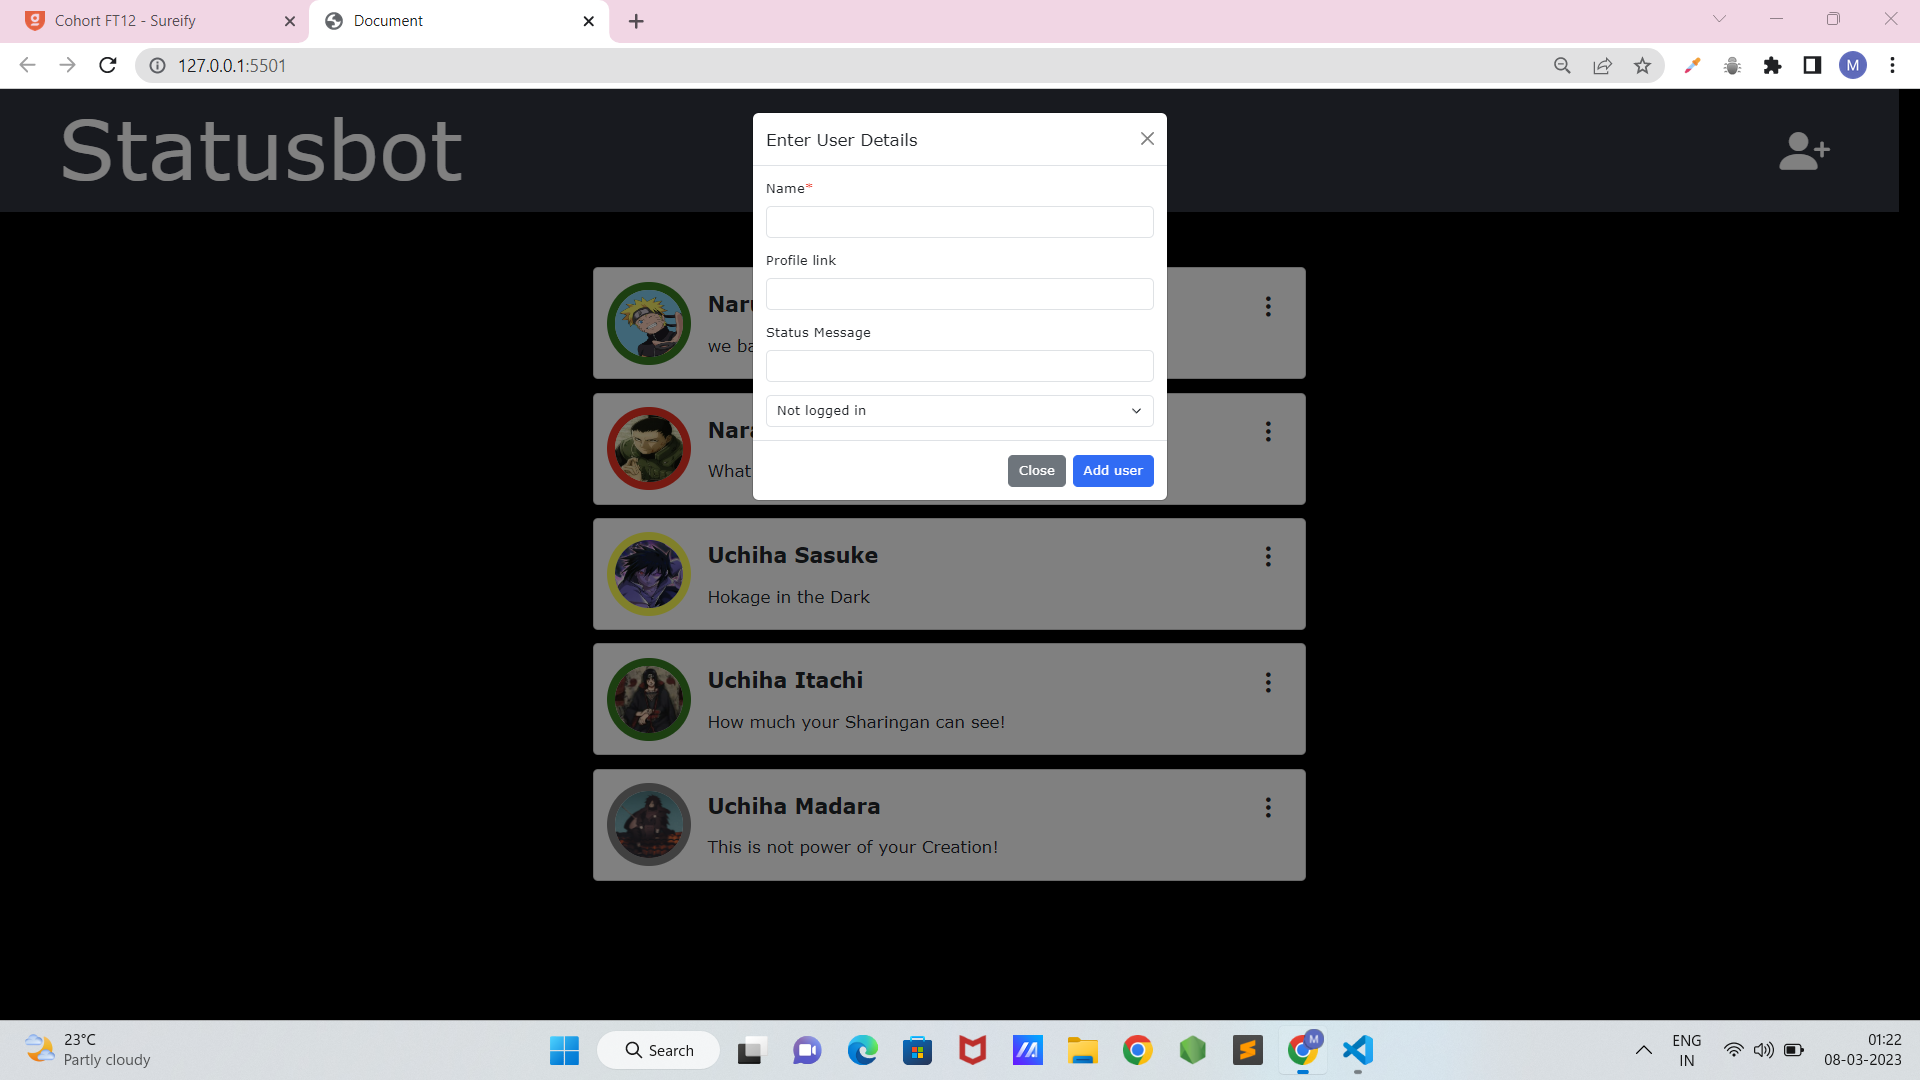 Cohort FT12 - Sureify
Document
127.0.0.1:5501
M
Statusbot
Enter User Details
Name*
Profile link
Status Message
Not logged in
Close
Add user
we
What
Uchiha Sasuke
Hokage in the Dark
Uchiha Itachi
How much your Sharingan can see!
Uchiha Madara
This is not power of your Creation!
23°C
Partly cloudy
Search
M
ENG
IN
01:22
08-03-2023